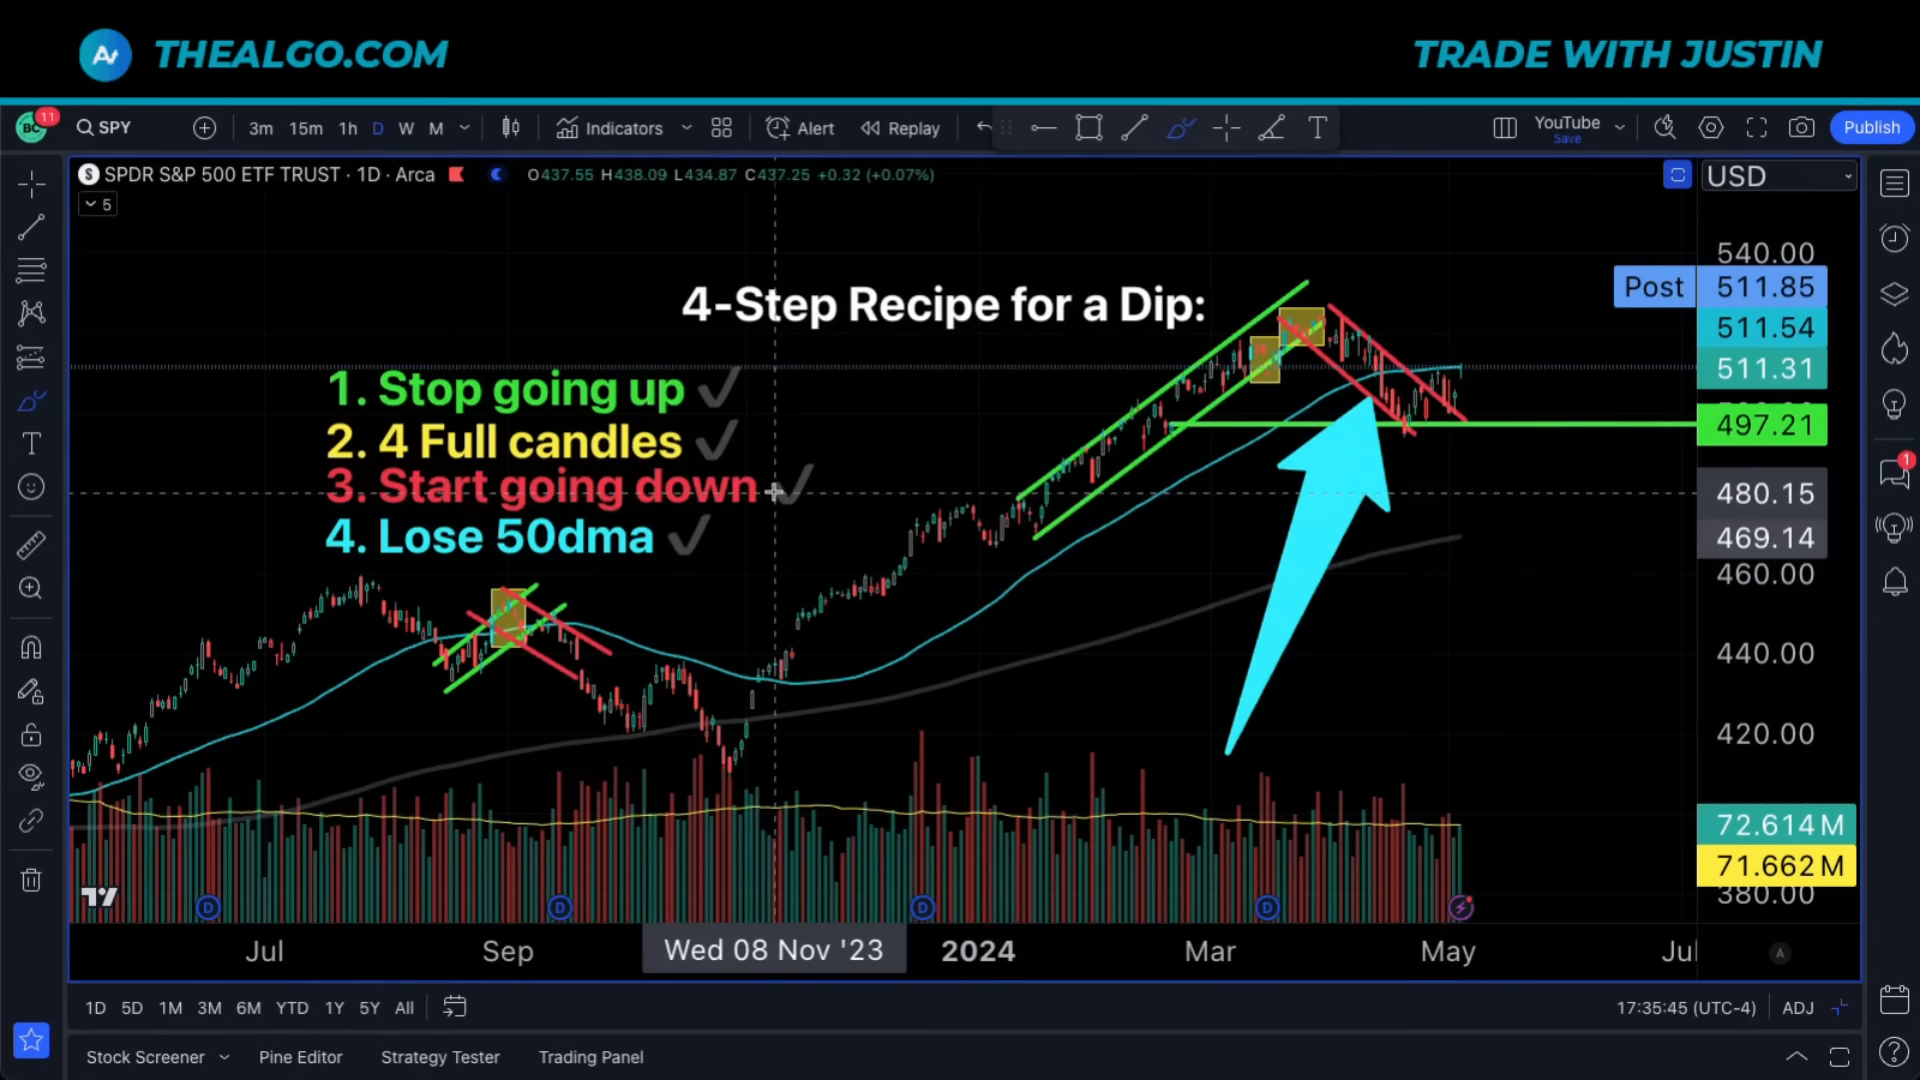 THEALGO.COM
TRADE WITH JUSTIN
BC 11
SPY
3m 15m 1h D W M
Indicators
Alert
Replay
T
YouTube
Save
Publish
SPDR S&P 500 ETF TRUST · 1D · Arca
O437.55 H438.09 L434.87 C437.25 +0.32 (+0.07%)
5
USD
4-Step Recipe for a Dip:
1. Stop going up ✓
2. 4 Full candles ✓
3. Start going down ✓
4. Lose 50dma ✓
540.00
Post 511.85
511.54
511.31
497.21
480.15
469.14
460.00
440.00
420.00
72.614 M
71.662 M
380.00
1
D D D D
Jul Sep Wed 08 Nov '23 2024 Mar May Jul
A
1D 5D 1M 3M 6M YTD 1Y 5Y All
17:35:45 (UTC-4) ADJ
Stock Screener Pine Editor Strategy Tester Trading Panel